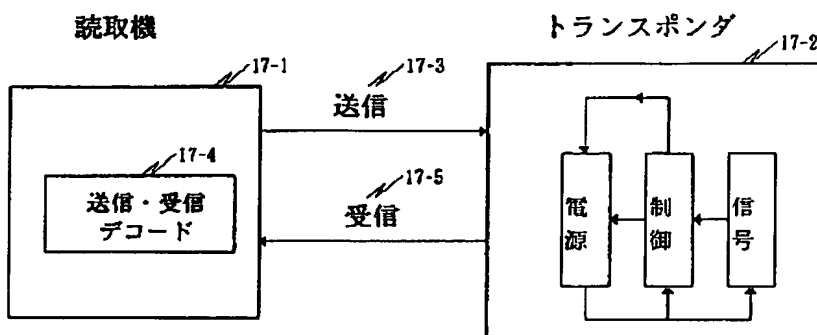 読取機
トランスポンダ
17-1
17-3
17-2
送信
17-4
送信・受信
デコード
17-5
受信
電源
制御
信号